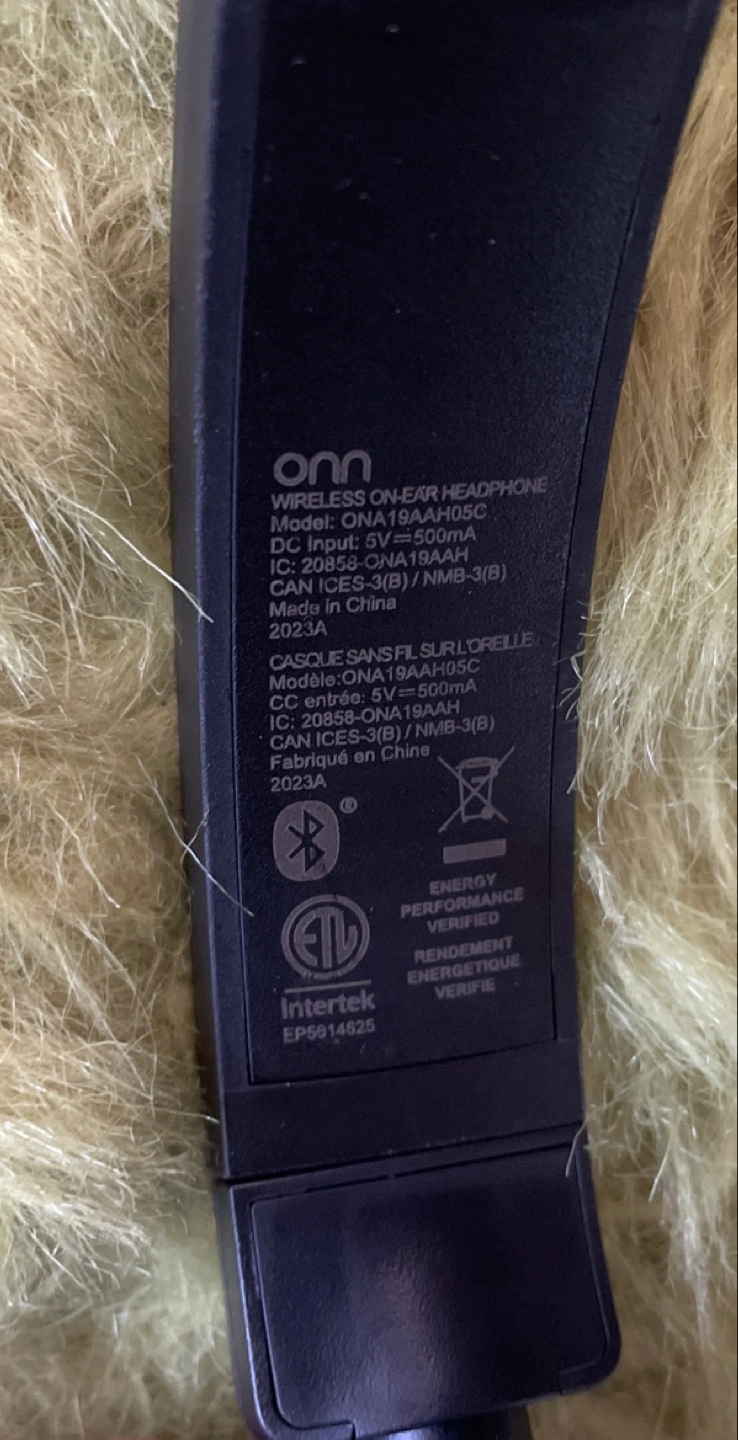 onn
WIRELESS ON-EAR HEADPHONE
Model: ONA19AAH05C
DC Input: 5V⎓500mA
IC: 20858-ONA19AAH
CAN ICES-3(B) / NMB-3(B)
Made in China
2023A
CASQUE SANS FIL SUR L'OREILLE
Modèle:ONA19AAH05C
CC entrée: 5V⎓500mA
IC: 20858-ONA19AAH
CAN ICES-3(B) / NMB-3(B)
Fabriqué en Chine
2023A
®
ETL
Intertek
EP5014625
ENERGY
PERFORMANCE
VERIFIED
RENDEMENT
ENERGETIQUE
VERIFIE